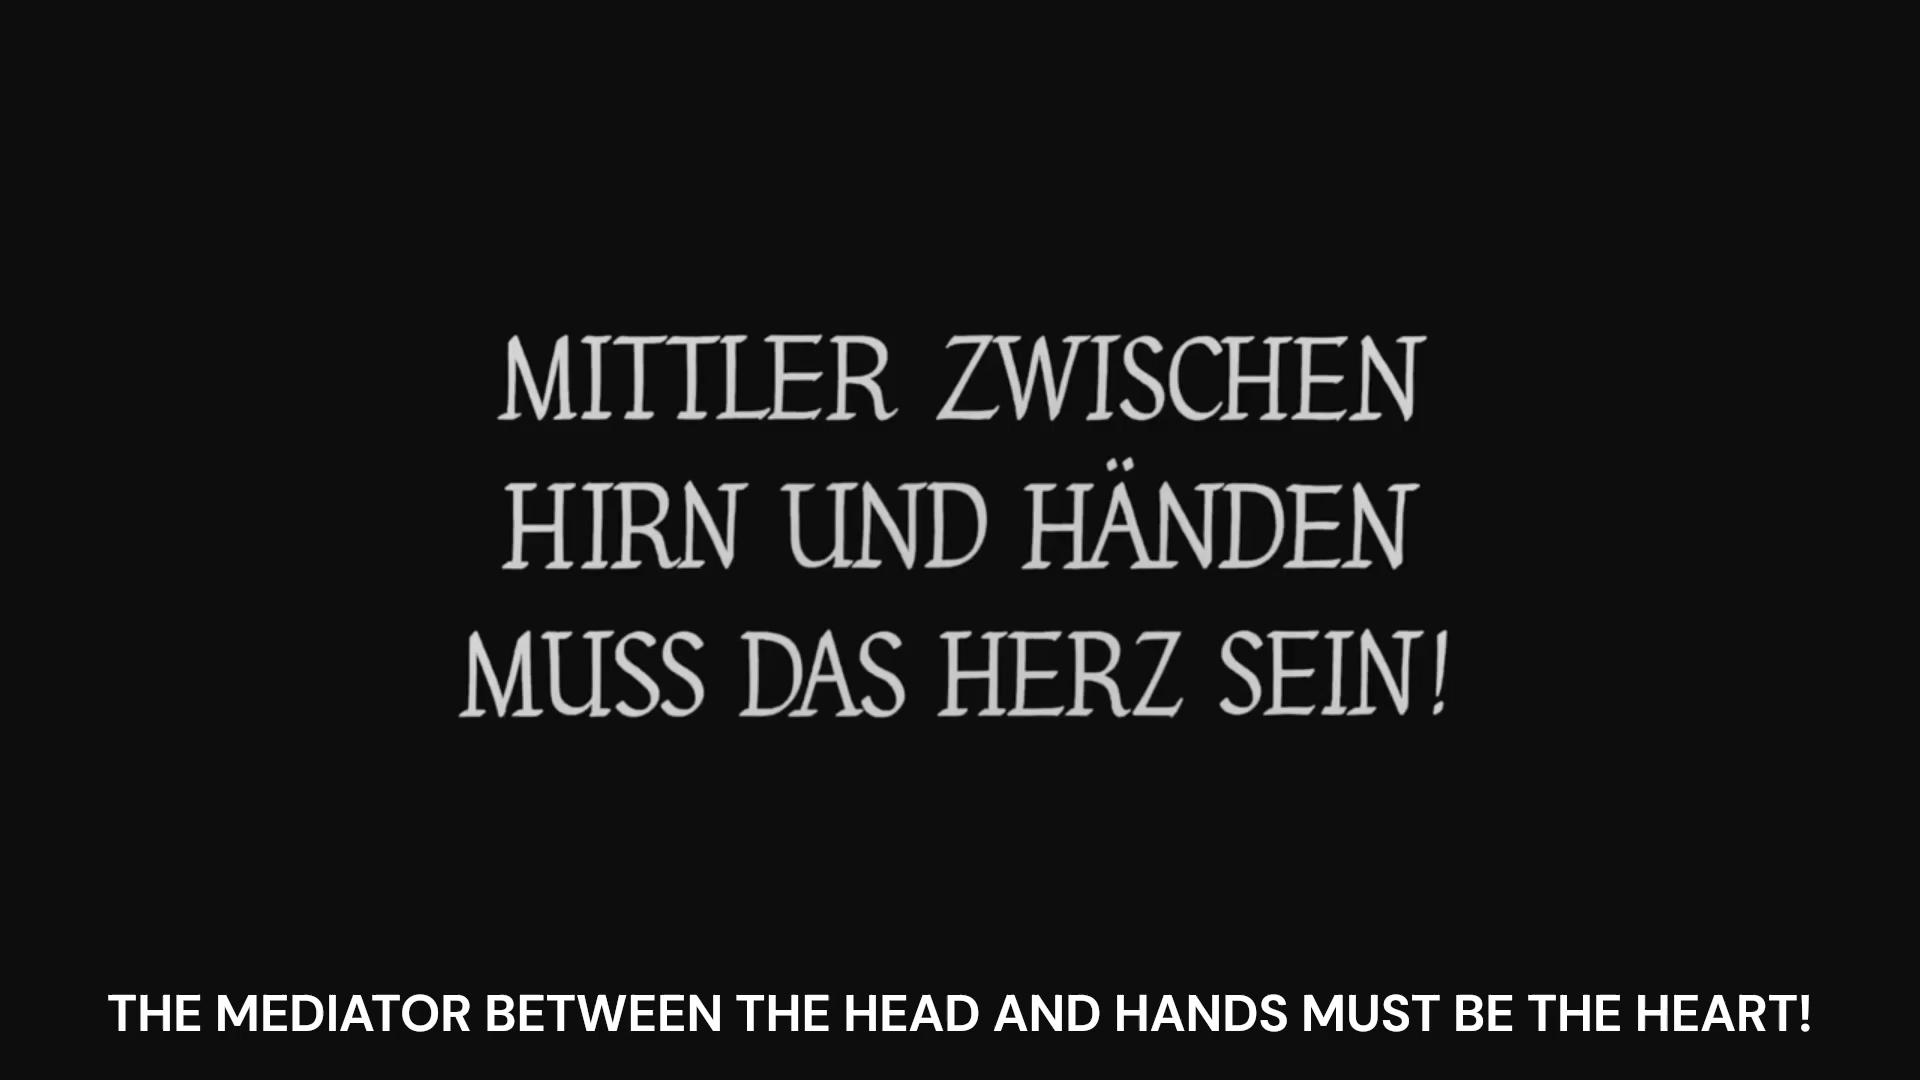 MITTLER ZWISCHEN
HIRN UND HÄNDEN
MUSS DAS HERZ SEIN!
THE MEDIATOR BETWEEN THE HEAD AND HANDS MUST BE THE HEART!